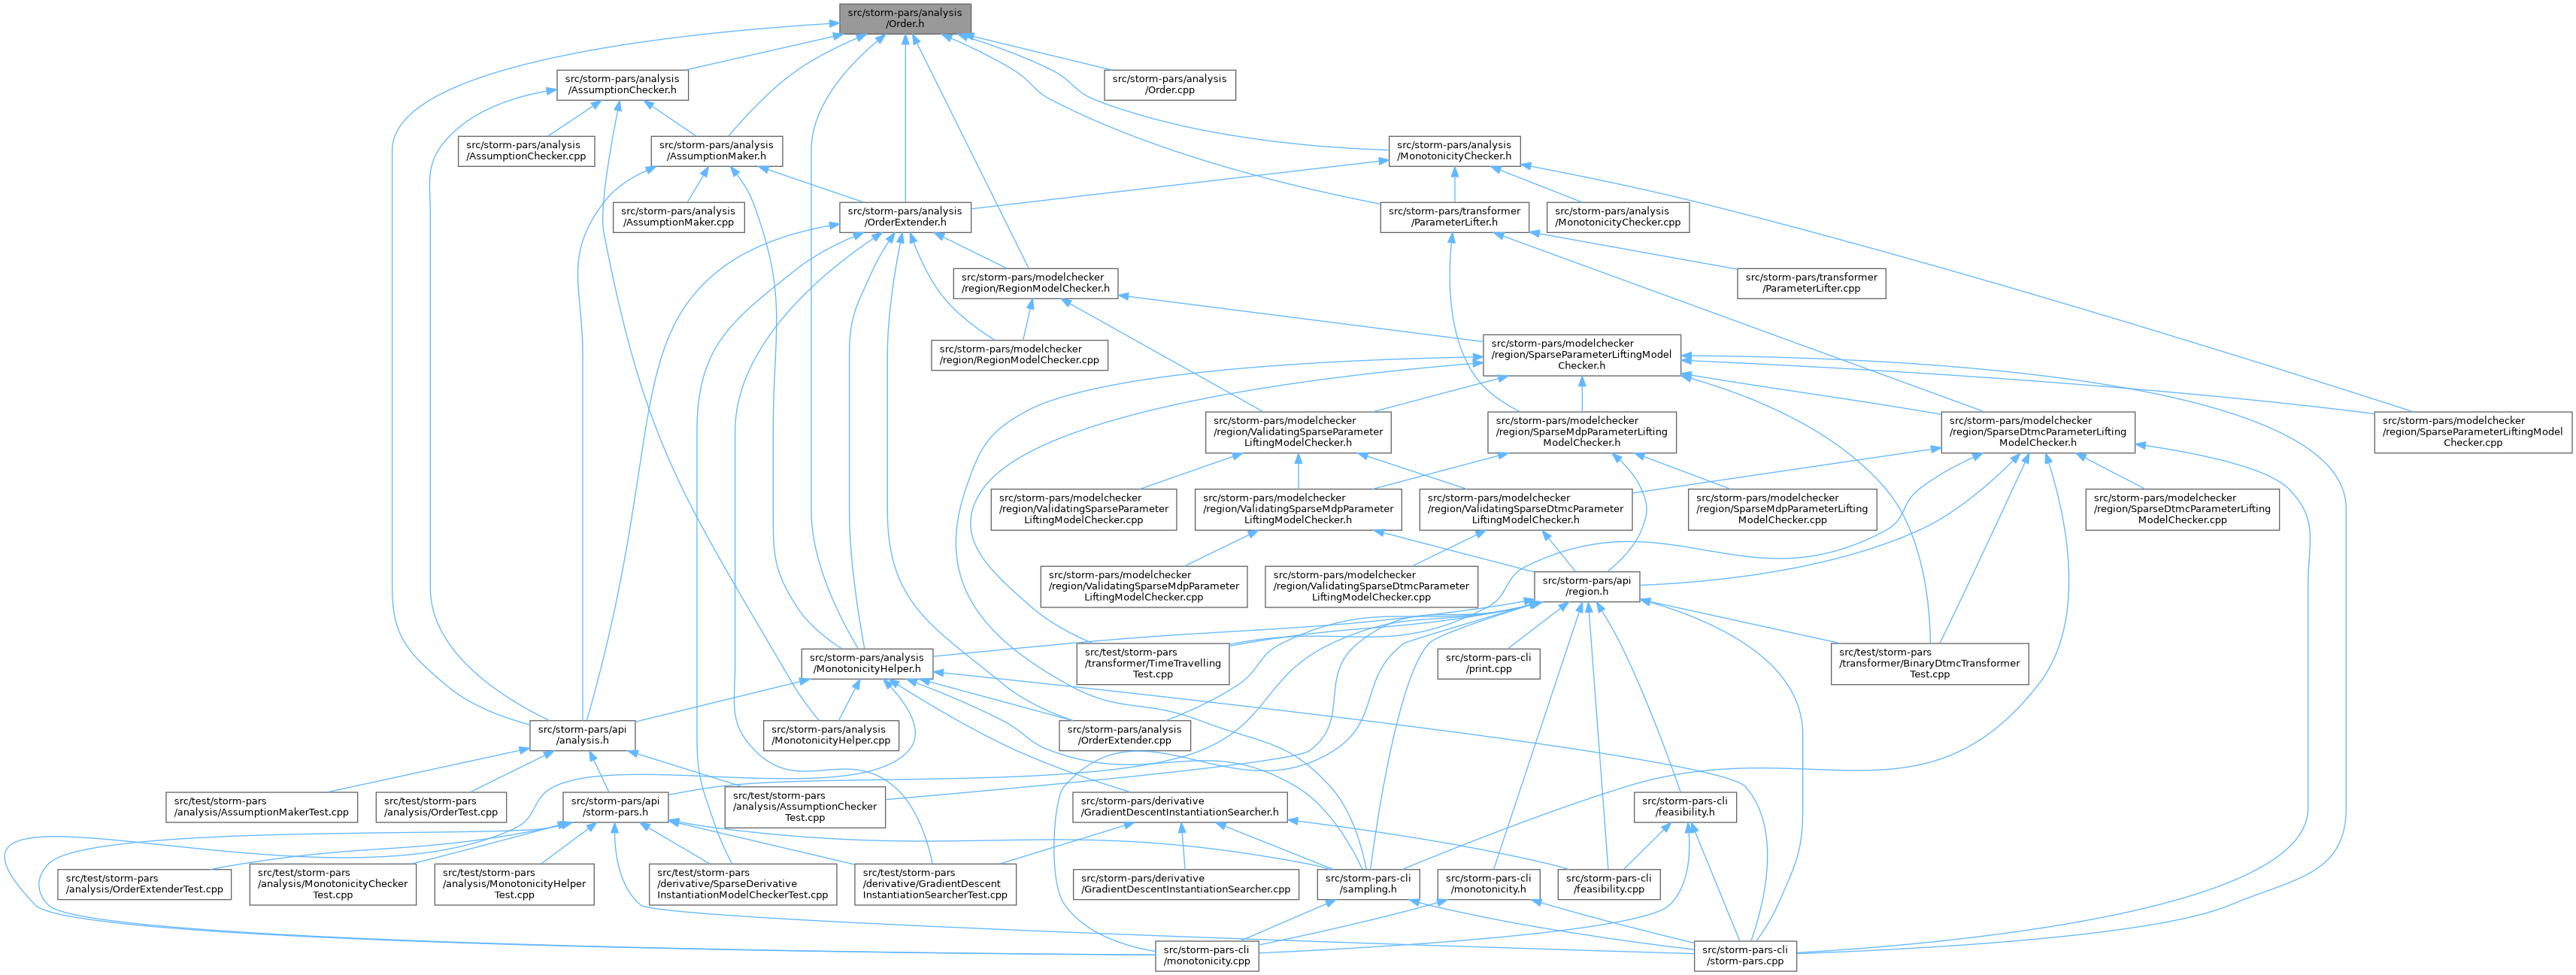 src/storm-pars/analysis
/Order.h
src/storm-pars/analysis
/AssumptionChecker.h
src/storm-pars/analysis
/Order.cpp
src/storm-pars/analysis
/AssumptionChecker.cpp
src/storm-pars/analysis
/AssumptionMaker.h
src/storm-pars/analysis
/MonotonicityChecker.h
src/storm-pars/analysis
/AssumptionMaker.cpp
src/storm-pars/analysis
/OrderExtender.h
src/storm-pars/transformer
/ParameterLifter.h
src/storm-pars/analysis
/MonotonicityChecker.cpp
src/storm-pars/modelchecker
/region/RegionModelChecker.h
src/storm-pars/transformer
/ParameterLifter.cpp
src/storm-pars/modelchecker
/region/RegionModelChecker.cpp
src/storm-pars/modelchecker
/region/SparseParameterLiftingModel
Checker.h
src/storm-pars/modelchecker
/region/ValidatingSparseParameter
LiftingModelChecker.h
src/storm-pars/modelchecker
/region/SparseMdpParameterLifting
ModelChecker.h
src/storm-pars/modelchecker
/region/SparseDtmcParameterLifting
ModelChecker.h
src/storm-pars/modelchecker
/region/SparseParameterLiftingModel
Checker.cpp
src/storm-pars/modelchecker
/region/ValidatingSparseParameter
LiftingModelChecker.cpp
src/storm-pars/modelchecker
/region/ValidatingSparseMdpParameter
LiftingModelChecker.h
src/storm-pars/modelchecker
/region/ValidatingSparseDtmcParameter
LiftingModelChecker.h
src/storm-pars/modelchecker
/region/SparseMdpParameterLifting
ModelChecker.cpp
src/storm-pars/modelchecker
/region/SparseDtmcParameterLifting
ModelChecker.cpp
src/storm-pars/modelchecker
/region/ValidatingSparseMdpParameter
LiftingModelChecker.cpp
src/storm-pars/modelchecker
/region/ValidatingSparseDtmcParameter
LiftingModelChecker.cpp
src/storm-pars/api
/region.h
src/storm-pars/analysis
/MonotonicityHelper.h
src/test/storm-pars
/transformer/TimeTravelling
Test.cpp
src/storm-pars-cli
/print.cpp
src/test/storm-pars
/transformer/BinaryDtmcTransformer
Test.cpp
src/storm-pars/api
/analysis.h
src/storm-pars/analysis
/MonotonicityHelper.cpp
src/storm-pars/analysis
/OrderExtender.cpp
src/test/storm-pars
/analysis/AssumptionMakerTest.cpp
src/test/storm-pars
/analysis/OrderTest.cpp
src/storm-pars/api
/storm-pars.h
src/test/storm-pars
/analysis/AssumptionChecker
Test.cpp
src/storm-pars/derivative
/GradientDescentInstantiationSearcher.h
src/storm-pars-cli
/feasibility.h
src/test/storm-pars
/analysis/OrderExtenderTest.cpp
src/test/storm-pars
/analysis/MonotonicityChecker
Test.cpp
src/test/storm-pars
/analysis/MonotonicityHelper
Test.cpp
src/test/storm-pars
/derivative/SparseDerivative
InstantiationModelCheckerTest.cpp
src/test/storm-pars
/derivative/GradientDescent
InstantiationSearcherTest.cpp
src/storm-pars/derivative
/GradientDescentInstantiationSearcher.cpp
src/storm-pars-cli
/sampling.h
src/storm-pars-cli
/monotonicity.h
src/storm-pars-cli
/feasibility.cpp
src/storm-pars-cli
/monotonicity.cpp
src/storm-pars-cli
/storm-pars.cpp